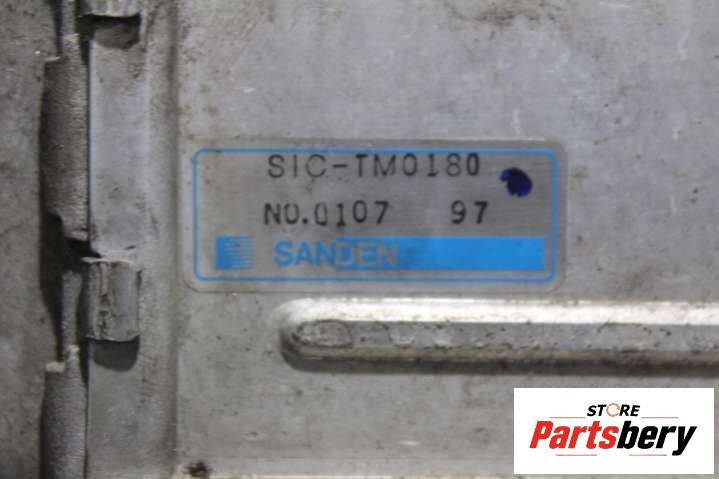 SIC-TM0180
NO.0107 97
SANDEN
STORE
Partsbery